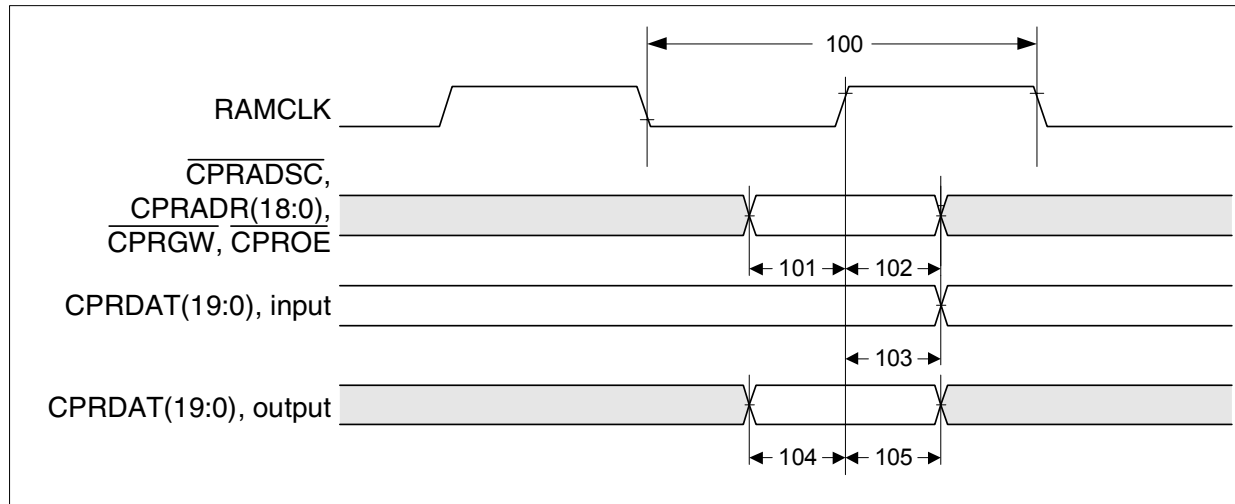 100
RAMCLK
CPRADSC,
CPRADR(18:0),
CPRGW, CPROE
101
102
CPRDAT(19:0), input
103
CPRDAT(19:0), output
104
105